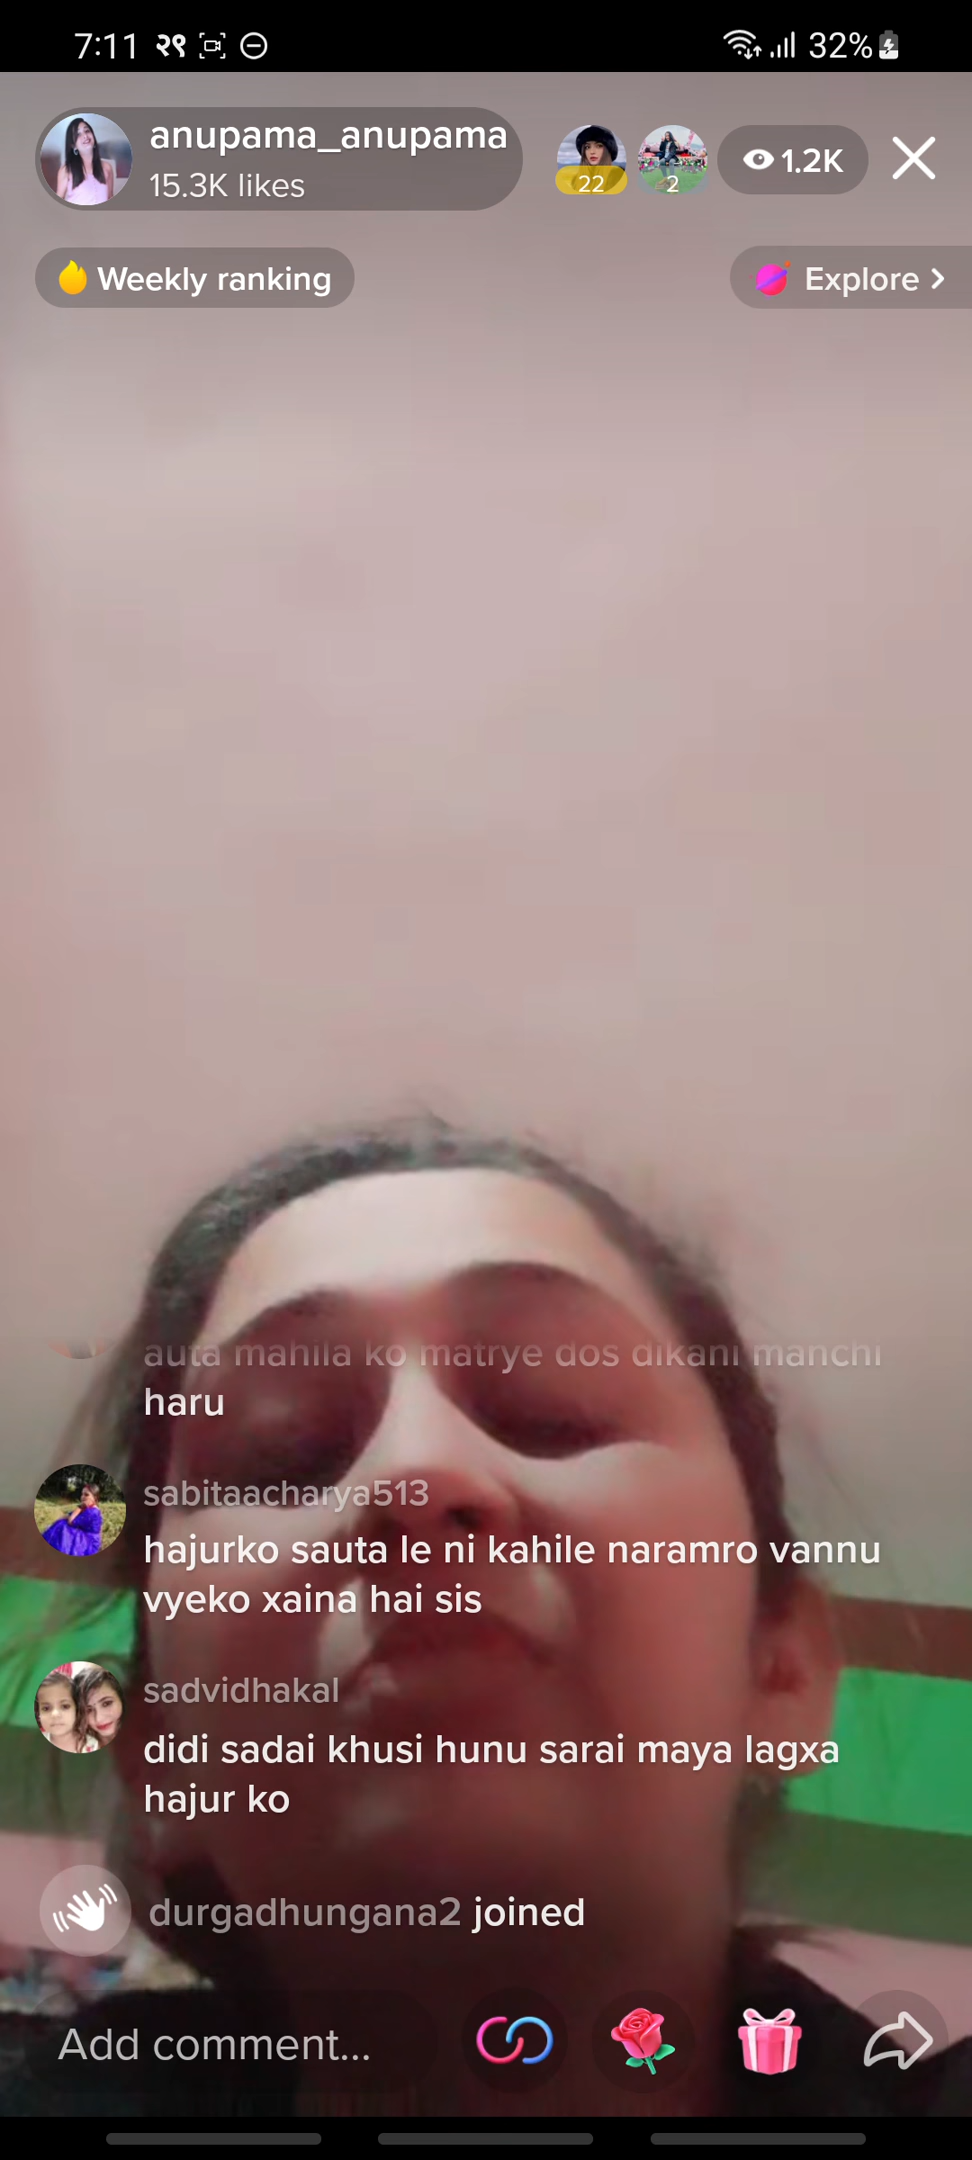 7:11 २९ 32%
anupama_anupama
15.3K likes
22
2
1.2K
Weekly ranking
Explore
auta mahila ko matrye dos dikani manchi
haru
sabitaacharya513
hajurko sauta le ni kahile naramro vannu
vyeko xaina hai sis
sadvidhakal
didi sadai khusi hunu sarai maya lagxa
hajur ko
durgadhungana2 joined
Add comment...